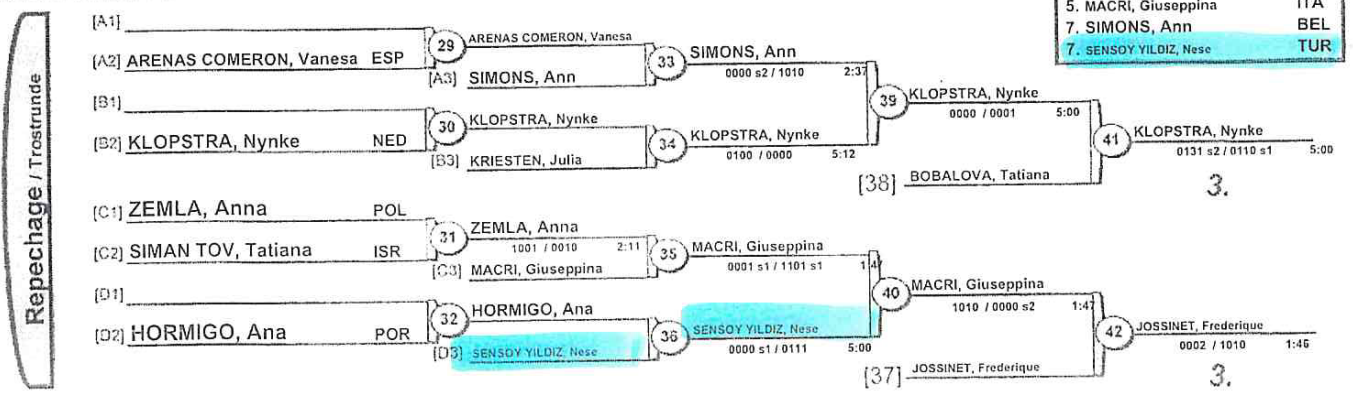 5. MACRI, Giuseppina ITA
7. SIMONS, Ann BEL
7. SENSOY YILDIZ, Nese TUR
Repechage / Trostrunde
[A1]
[A2] ARENAS COMERON, Vanesa ESP
29 ARENAS COMERON, Vanesa
[A3] SIMONS, Ann
33 SIMONS, Ann
0000 s2 / 1010 2:37
[B1]
[B2] KLOPSTRA, Nynke NED
30 KLOPSTRA, Nynke
[B3] KRIESTEN, Julia
34 KLOPSTRA, Nynke
0100 / 0000 5:12
39 KLOPSTRA, Nynke
0000 / 0001 5:00
[38] BOBALOVA, Tatiana
41 KLOPSTRA, Nynke
0131 s2 / 0110 s1 5:00
3.
[C1] ZEMLA, Anna POL
[C2] SIMAN TOV, Tatiana ISR
31 ZEMLA, Anna
1001 / 0010 2:11
[C3] MACRI, Giuseppina
35 MACRI, Giuseppina
0001 s1 / 1101 s1 1:47
[D1]
[D2] HORMIGO, Ana POR
32 HORMIGO, Ana
[D3] SENSOY YILDIZ, Nese
36 SENSOY YILDIZ, Nese
0000 s1 / 0111 5:00
40 MACRI, Giuseppina
1010 / 0000 s2 1:47
[37] JOSSINET, Frederique
42 JOSSINET, Frederique
0002 / 1010 1:46
3.